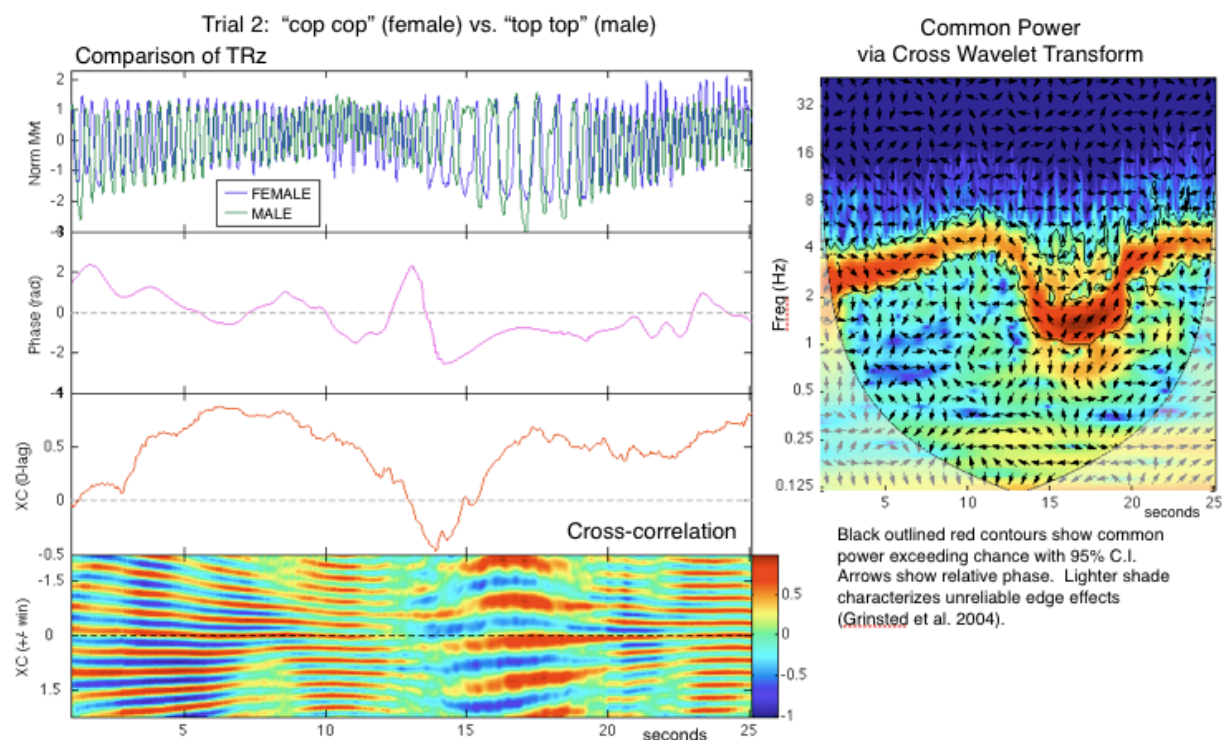 Trial 2: “cop cop” (female) vs. “top top” (male)
Comparison of TRz
Norm Mvt
2
1
0
-1
-2
FEMALE
MALE
Phase (rad)
2
0
-2
XC (0-lag)
0.5
0
Cross-correlation
XC (+/- win)
-0.5
-1.5
0
1.5
0.5
0
-0.5
-1
5
10
15
20
25
seconds
Common Power
via Cross Wavelet Transform
Freq (Hz)
32
16
8
4
2
1
0.5
0.25
0.125
5
10
15
20
25
seconds
Black outlined red contours show common
power exceeding chance with 95% C.I.
Arrows show relative phase. Lighter shade
characterizes unreliable edge effects
(Grinsted et al. 2004).